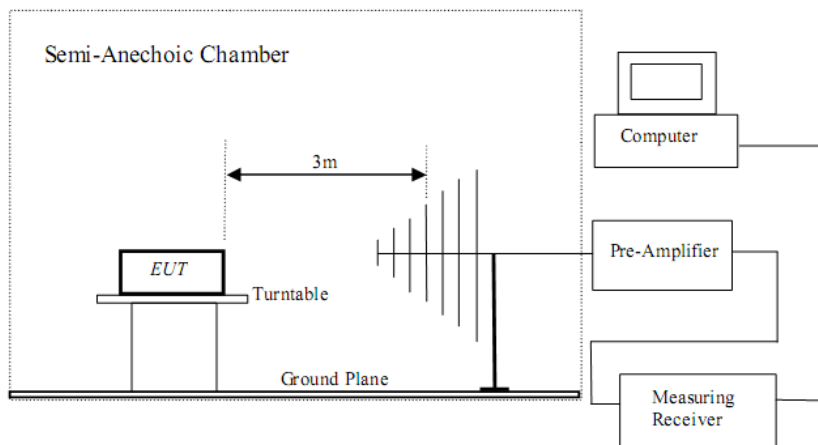 Semi-Anechoic Chamber
3m
EUT
Turntable
Ground Plane
Computer
Pre-Amplifier
Measuring
Receiver